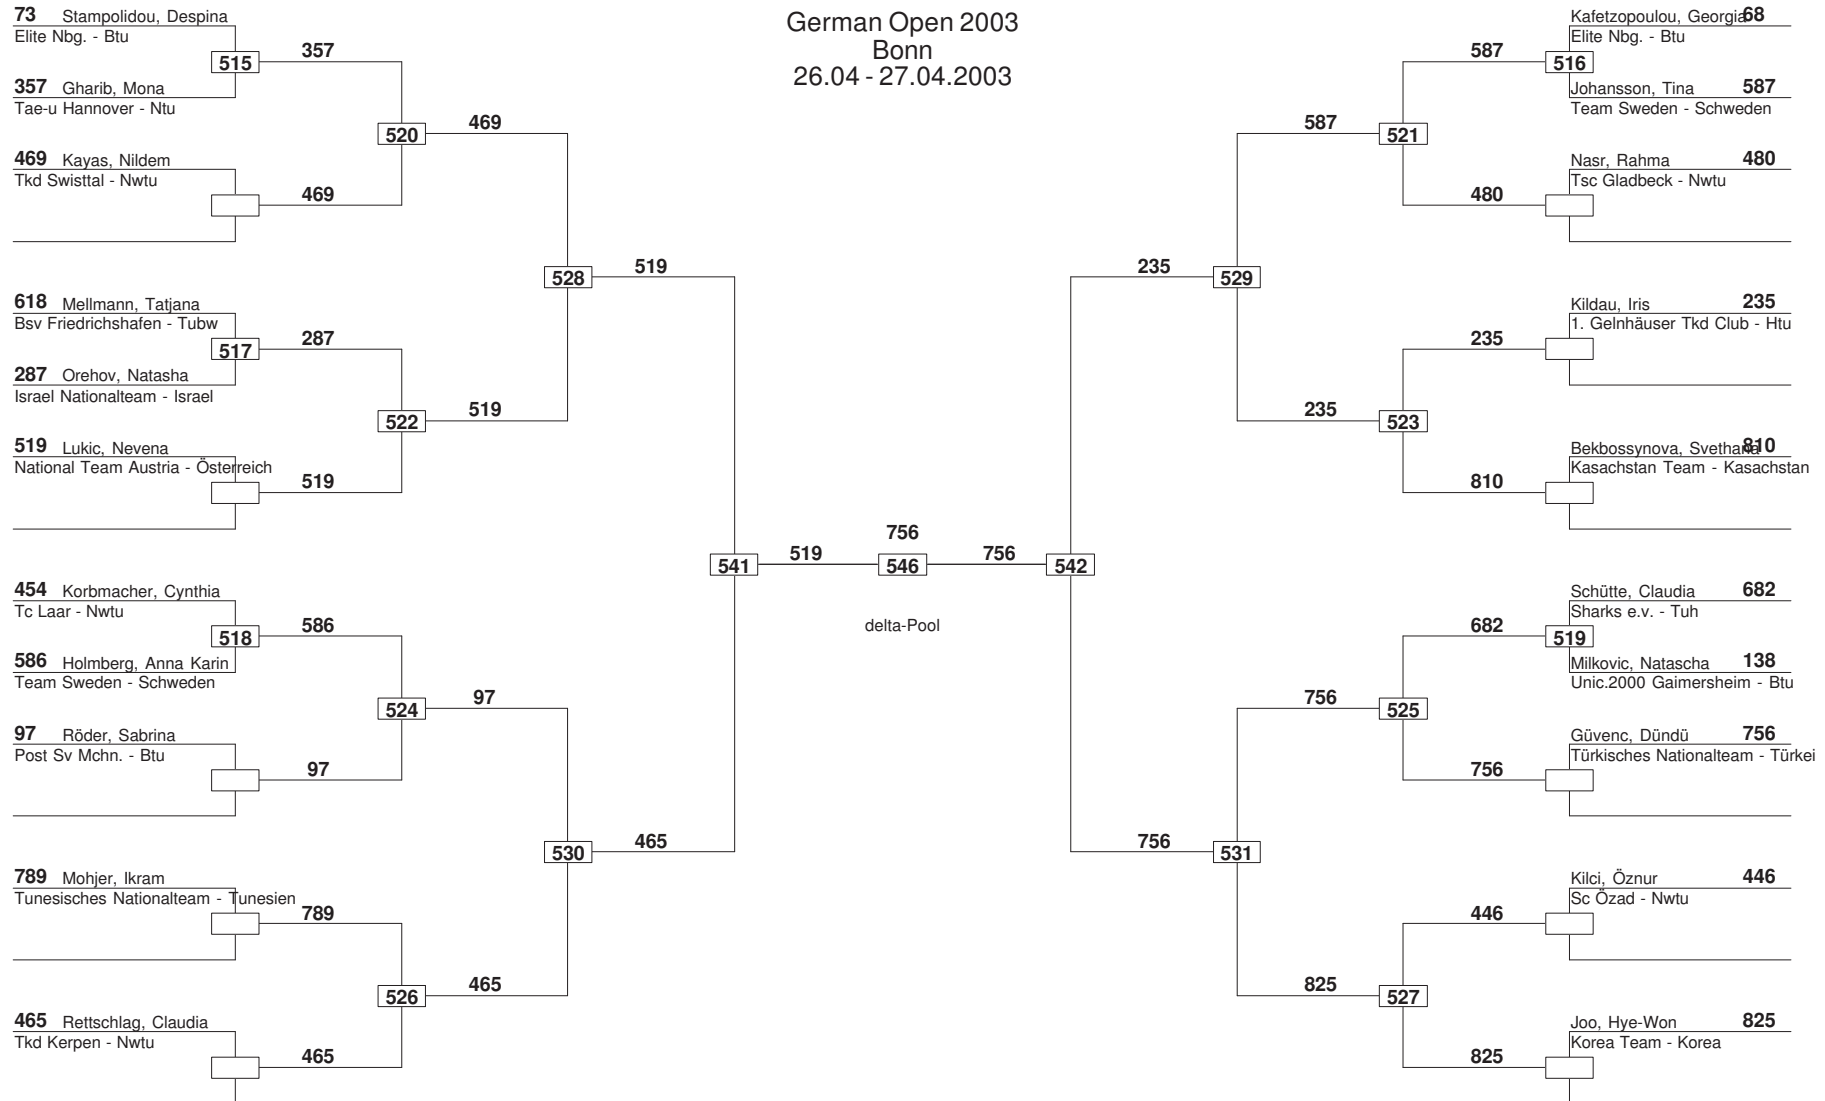 German Open 2003
Bonn
26.04 - 27.04.2003
73 Stampolidou, Despina
Elite Nbg. - Btu
515
357
357 Gharib, Mona
Tae-u Hannover - Ntu
520
469
469 Kayas, Nildem
Tkd Swisttal - Nwtu
469
528
519
618 Mellmann, Tatjana
Bsv Friedrichshafen - Tubw
517
287
287 Orehov, Natasha
Israel Nationalteam - Israel
522
519
519 Lukic, Nevena
National Team Austria - Österreich
519
541
519
756
546
756
542
delta-Pool
454 Korbmacher, Cynthia
Tc Laar - Nwtu
518
586
586 Holmberg, Anna Karin
Team Sweden - Schweden
524
97
97 Röder, Sabrina
Post Sv Mchn. - Btu
97
530
465
789 Mohjer, Ikram
Tunesisches Nationalteam - Tunesien
789
526
465
465 Rettschlag, Claudia
Tkd Kerpen - Nwtu
465
Kafetzopoulou, Georgia 68
Elite Nbg. - Btu
587
516
Johansson, Tina 587
Team Sweden - Schweden
587
521
Nasr, Rahma 480
Tsc Gladbeck - Nwtu
480
235
529
Kildau, Iris 235
1. Gelnhäuser Tkd Club - Htu
235
235
523
Bekbossynova, Svethana 810
Kasachstan Team - Kasachstan
810
Schütte, Claudia 682
Sharks e.v. - Tuh
682
519
Milkovic, Natascha 138
Unic.2000 Gaimersheim - Btu
756
525
Güvenc, Dündü 756
Türkisches Nationalteam - Türkei
756
756
531
Kilci, Öznur 446
Sc Özad - Nwtu
446
825
527
Joo, Hye-Won 825
Korea Team - Korea
825